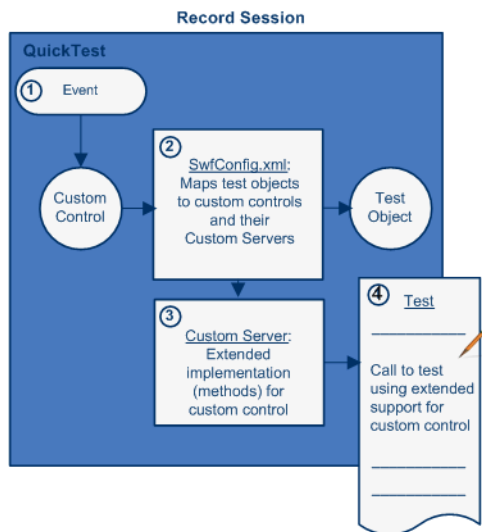 Record Session
QuickTest
1
Event
Custom
Control
2
SwfConfig.xml:
Maps test objects
to custom controls
and their
Custom Servers
Test
Object
3
Custom Server:
Extended
implementation
(methods) for
custom control
4
Test
Call to test
using extended
support for
custom control